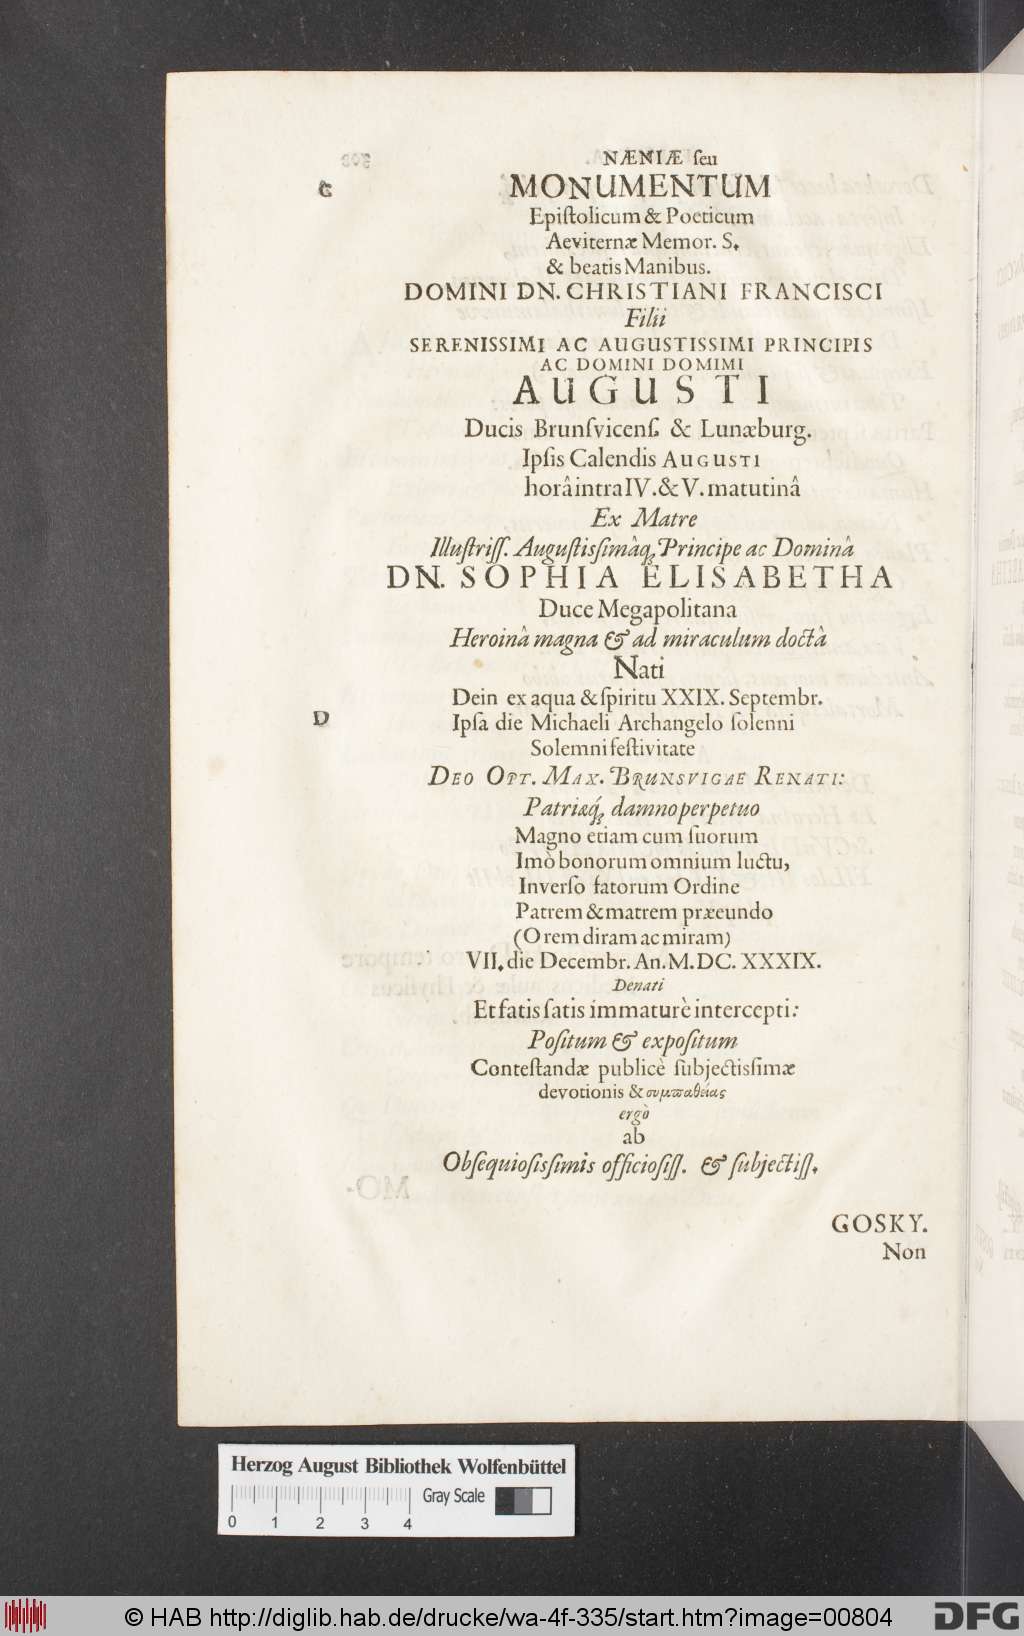 NÆNIÆ ſeu
C MONUMENTUM
Epiſtolicum & Poeticum
Aeviternæ Memor. S.
& beatis Manibus.
DOMINI DN. CHRISTIANI FRANCISCI
Filii
SERENISSIMI AC AUGUSTISSIMI PRINCIPIS
AC DOMINI DOMIMI
AUGUSTI
Ducis Brunſvicenſ. & Lunæburg.
Ipſis Calendis AUGUSTI
horâ intra IV. & V. matutinâ
Ex Matre
Illuſtriſſ. Auguſtisſimâq; Principe ac Dominâ
DN. SOPHIA ELISABETHA
Duce Megapolitana
Heroinâ magna & ad miraculum doctâ
Nati
Dein ex aqua & ſpiritu XXIX. Septembr.
D Ipſa die Michaeli Archangelo ſolenni
Solemni feſtivitate
DEO OPT. MAX. BRUNSVIGAE RENATI:
Patriæq́; damno perpetuo
Magno etiam cum ſuorum
Imò bonorum omnium luctu,
Inverſo fatorum Ordine
Patrem & matrem præeundo
(O rem diram ac miram)
VII. die Decembr. An. M.DC. XXXIX.
Denati
Et fatis ſatis immaturè intercepti:
Poſitum & expoſitum
Conteſtandæ publicè ſubjectisſimæ
devotionis & συμπαθείας
ergò
ab
Obſequioſisſimis officioſiſſ. & ſubjectiſſ.
GOSKY.
Non
Herzog August Bibliothek Wolfenbüttel
Gray Scale
0 1 2 3 4
© HAB http://diglib.hab.de/drucke/wa-4f-335/start.htm?image=00804 DFG